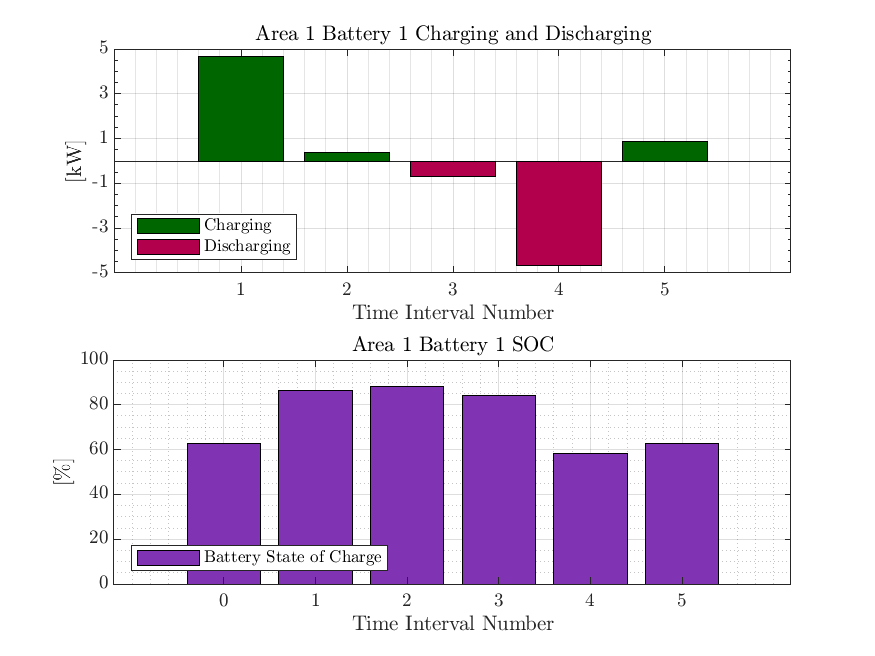 Area 1 Battery 1 Charging and Discharging
5
3
1
-1
-3
-5
[kW]
Charging
Discharging
1 2 3 4 5
Time Interval Number
Area 1 Battery 1 SOC
100
80
60
40
20
0
[%]
Battery State of Charge
0 1 2 3 4 5
Time Interval Number